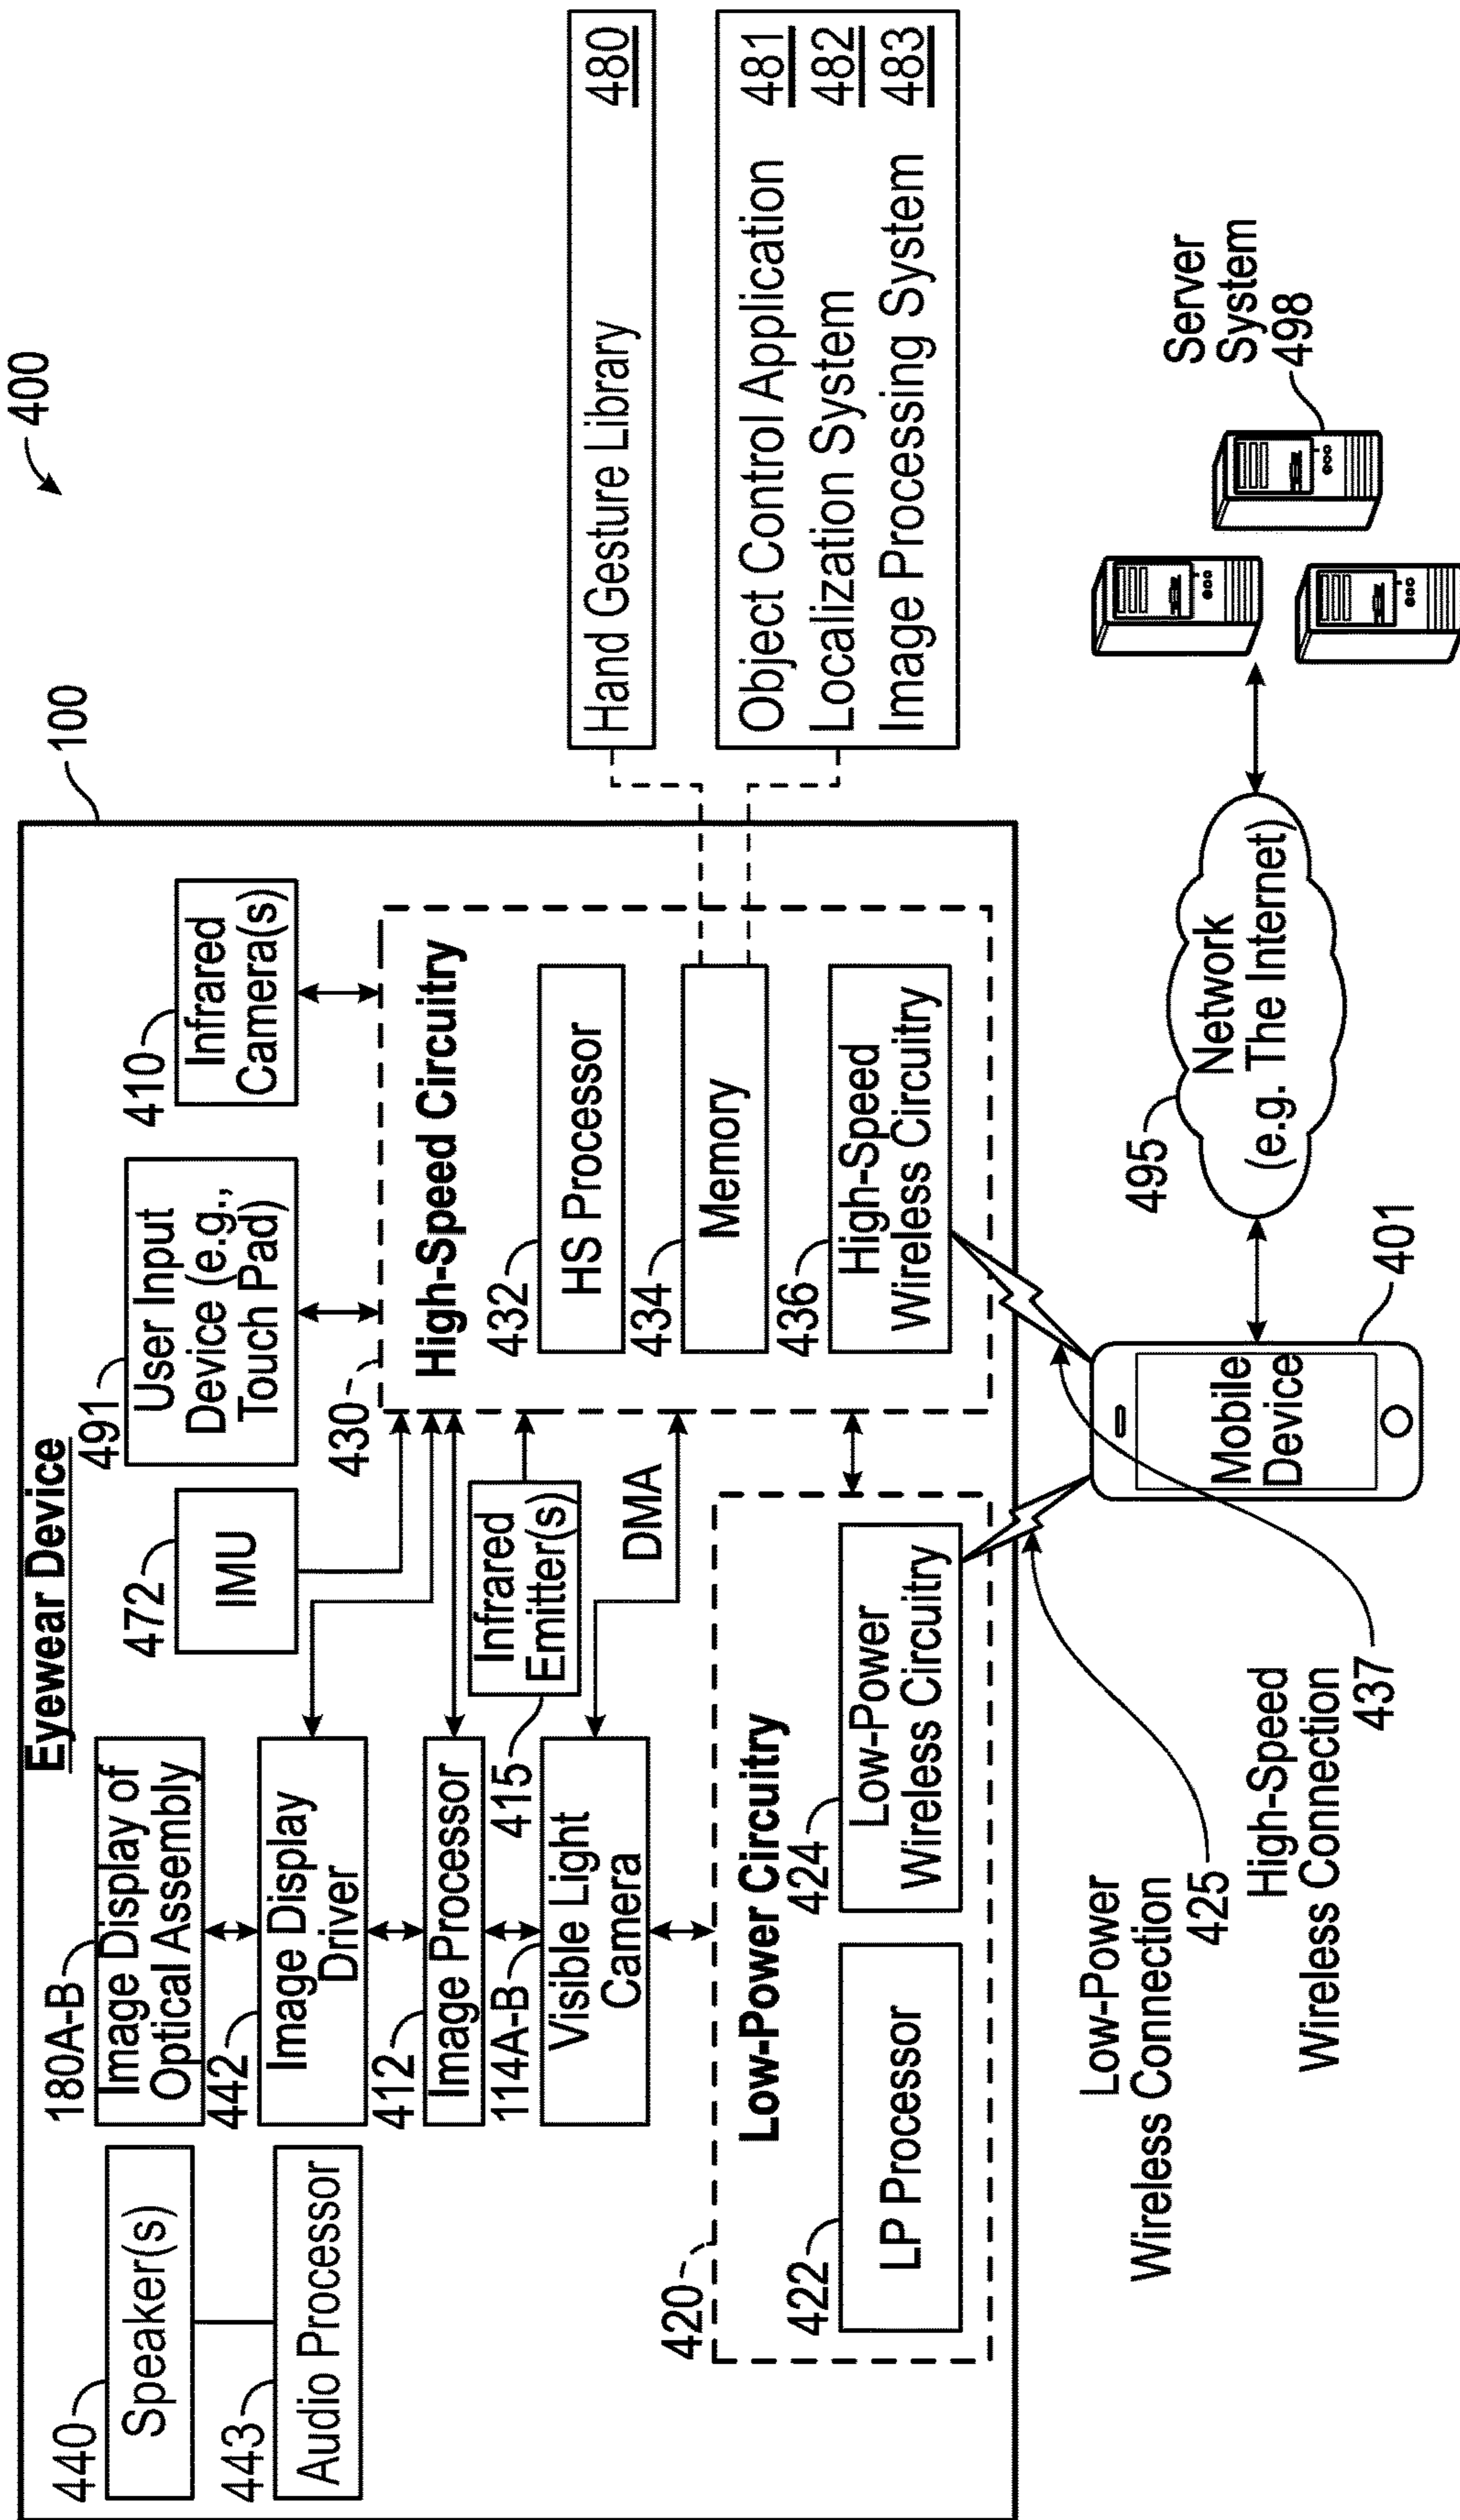 400
Eyewear Device
100
440
Speaker(s)
443
Audio Processor
180A-B
Image Display of
Optical Assembly
442
Image Display
Driver
412
Image Processor
114A-B
Visible Light
Camera
472
IMU
491
User Input
Device (e.g.,
Touch Pad)
410
Infrared
Camera(s)
415
Infrared
Emitter(s)
DMA
430
High-Speed Circuitry
432
HS Processor
434
Memory
436
High-Speed
Wireless Circuitry
420
Low-Power Circuitry
422
LP Processor
424
Low-Power
Wireless Circuitry
Hand Gesture Library 480
Object Control Application 481
Localization System 482
Image Processing System 483
Low-Power
Wireless Connection
425
High-Speed
Wireless Connection
437
Mobile
Device
401
495
Network
(e.g. The Internet)
Server
System
498